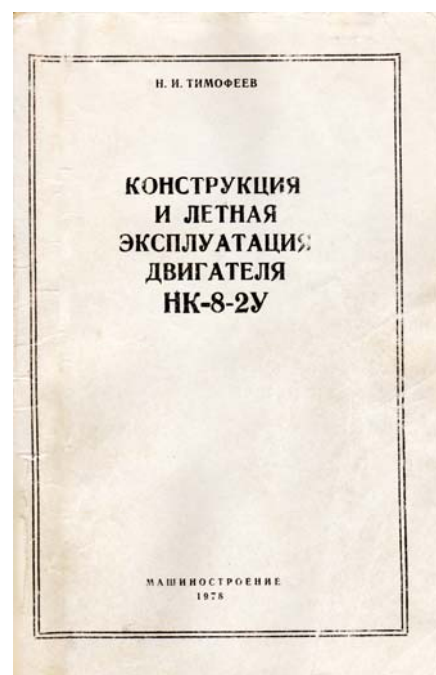 Н. И. ТИМОФЕЕВ
КОНСТРУКЦИЯ
И ЛЕТНАЯ
ЭКСПЛУАТАЦИЯ
ДВИГАТЕЛЯ
НК-8-2У
МАШИНОСТРОЕНИЕ
1978